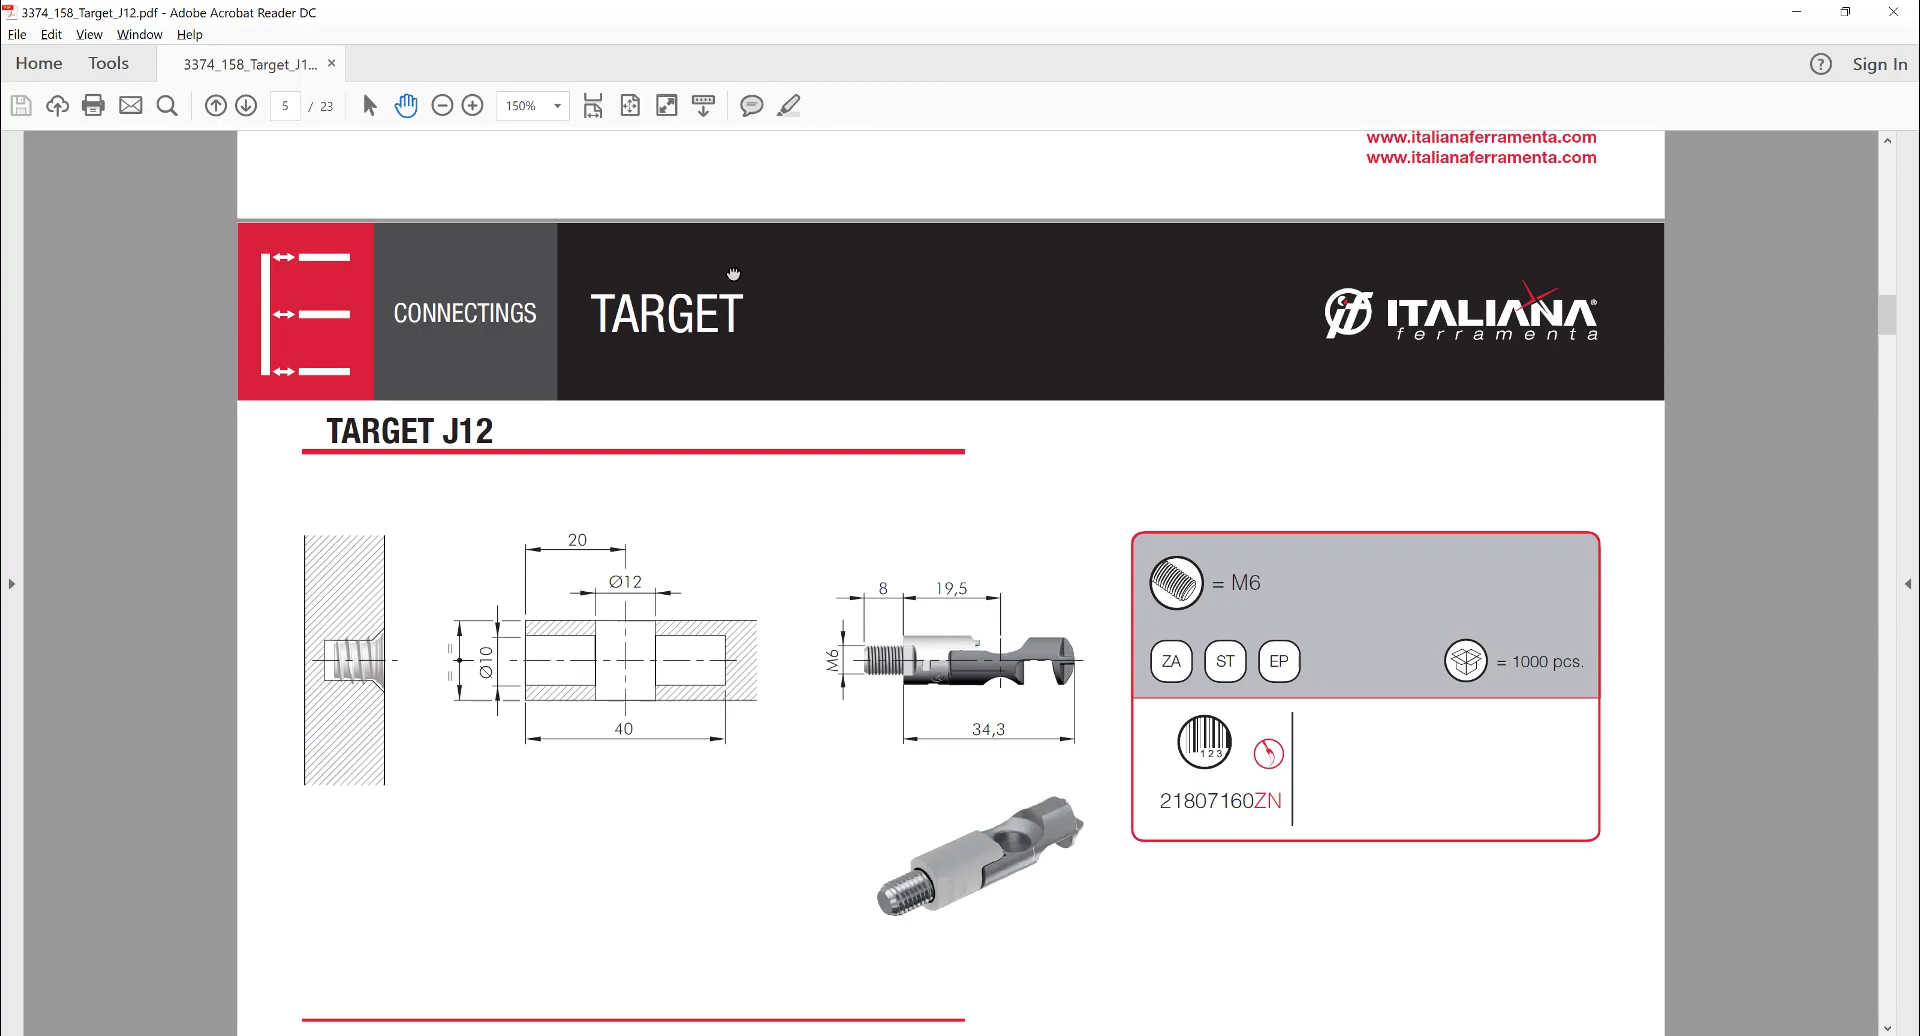 3374_158_Target_J12.pdf - Adobe Acrobat Reader DC
File Edit View Window Help
Home Tools 3374_158_Target_J1... × ? Sign In
5 / 23 150%
www.italianaferramenta.com
www.italianaferramenta.com
CONNECTINGS
TARGET
ITALIANA®
ferramenta
TARGET J12
20
Ø12
=
=
Ø10
40
8
19,5
M6
34,3
= M6
ZA ST EP
= 1000 pcs.
123
21807160ZN